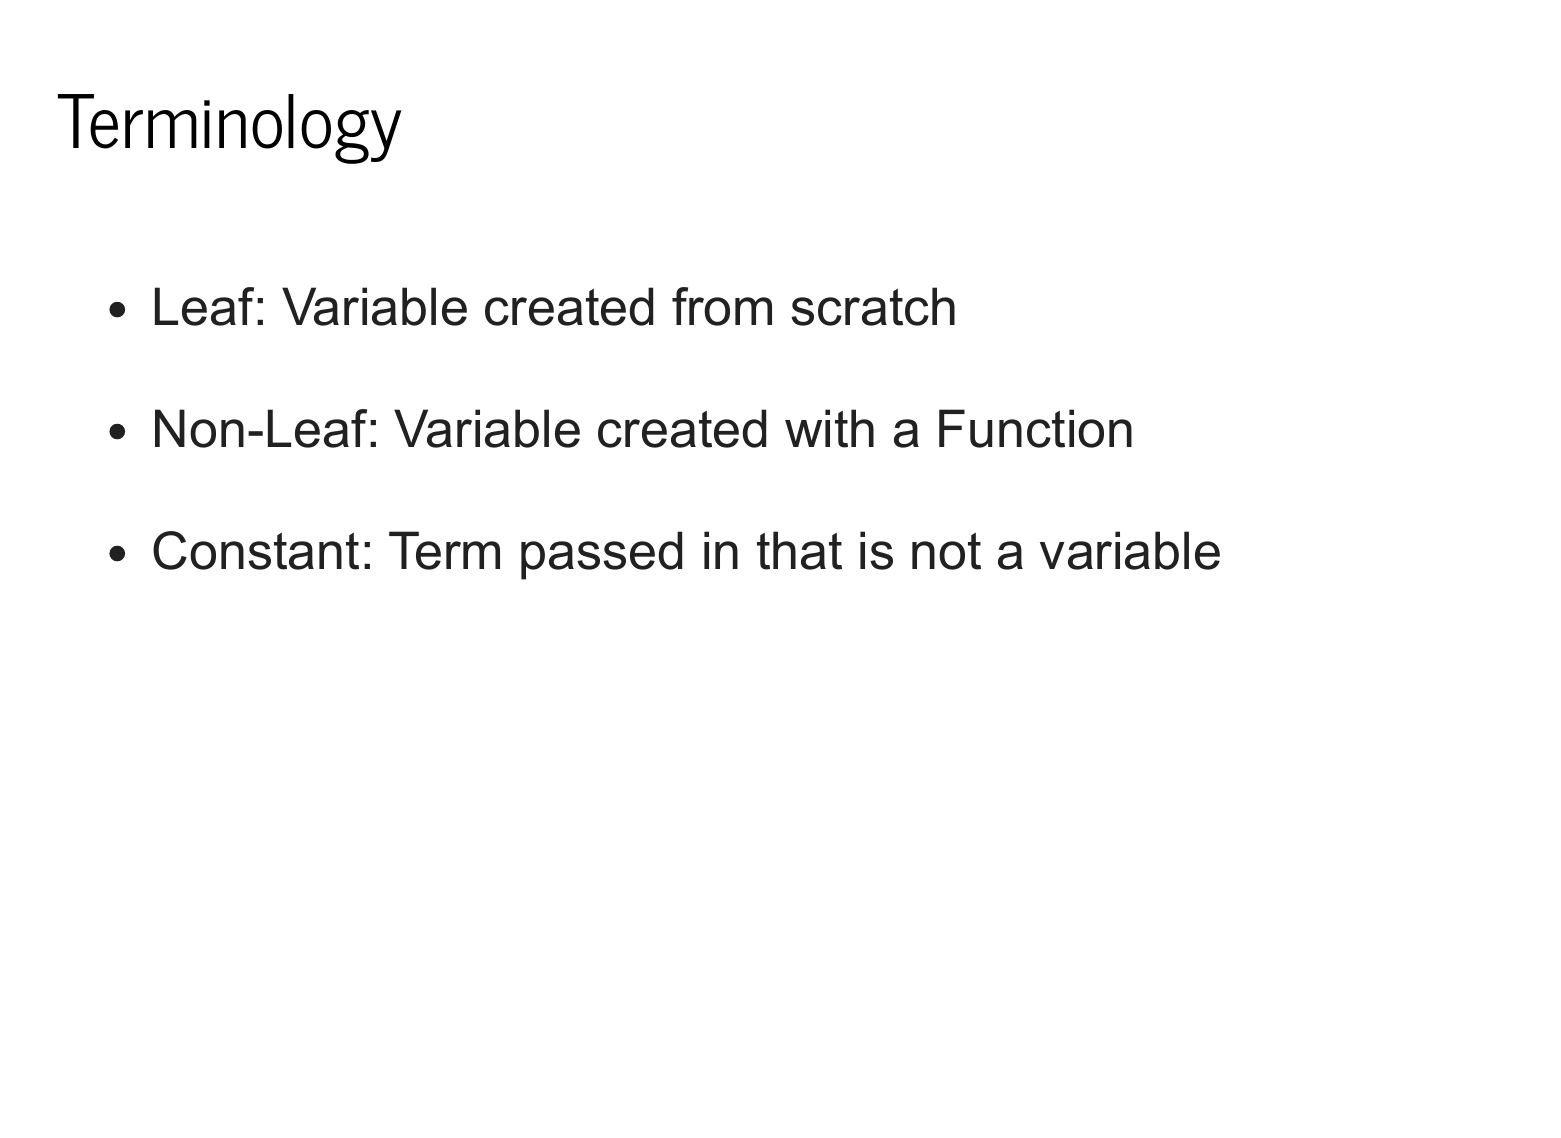 Terminology
• Leaf: Variable created from scratch
• Non-Leaf: Variable created with a Function
• Constant: Term passed in that is not a variable